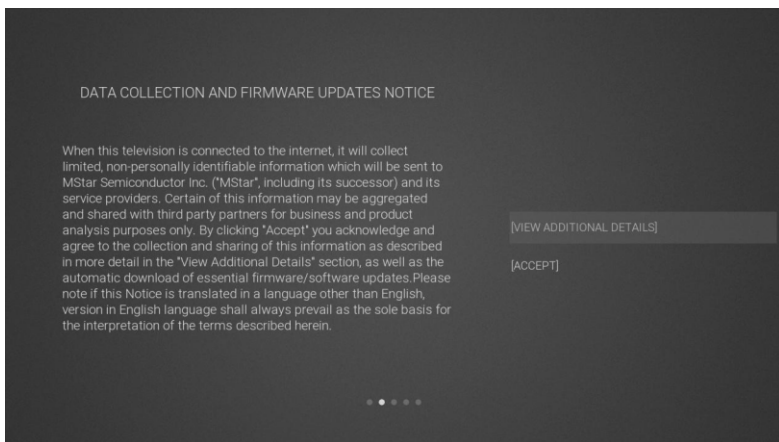 DATA COLLECTION AND FIRMWARE UPDATES NOTICE
When this television is connected to the internet, it will collect
limited, non-personally identifiable information which will be sent to
MStar Semiconductor Inc. ("MStar", including its successor) and its
service providers. Certain of this information may be aggregated
and shared with third party partners for business and product
analysis purposes only. By clicking "Accept" you acknowledge and
agree to the collection and sharing of this information as described
in more detail in the "View Additional Details" section, as well as the
automatic download of essential firmware/software updates.Please
note if this Notice is translated in a language other than English,
version in English language shall always prevail as the sole basis for
the interpretation of the terms described herein.
[VIEW ADDITIONAL DETAILS]
[ACCEPT]